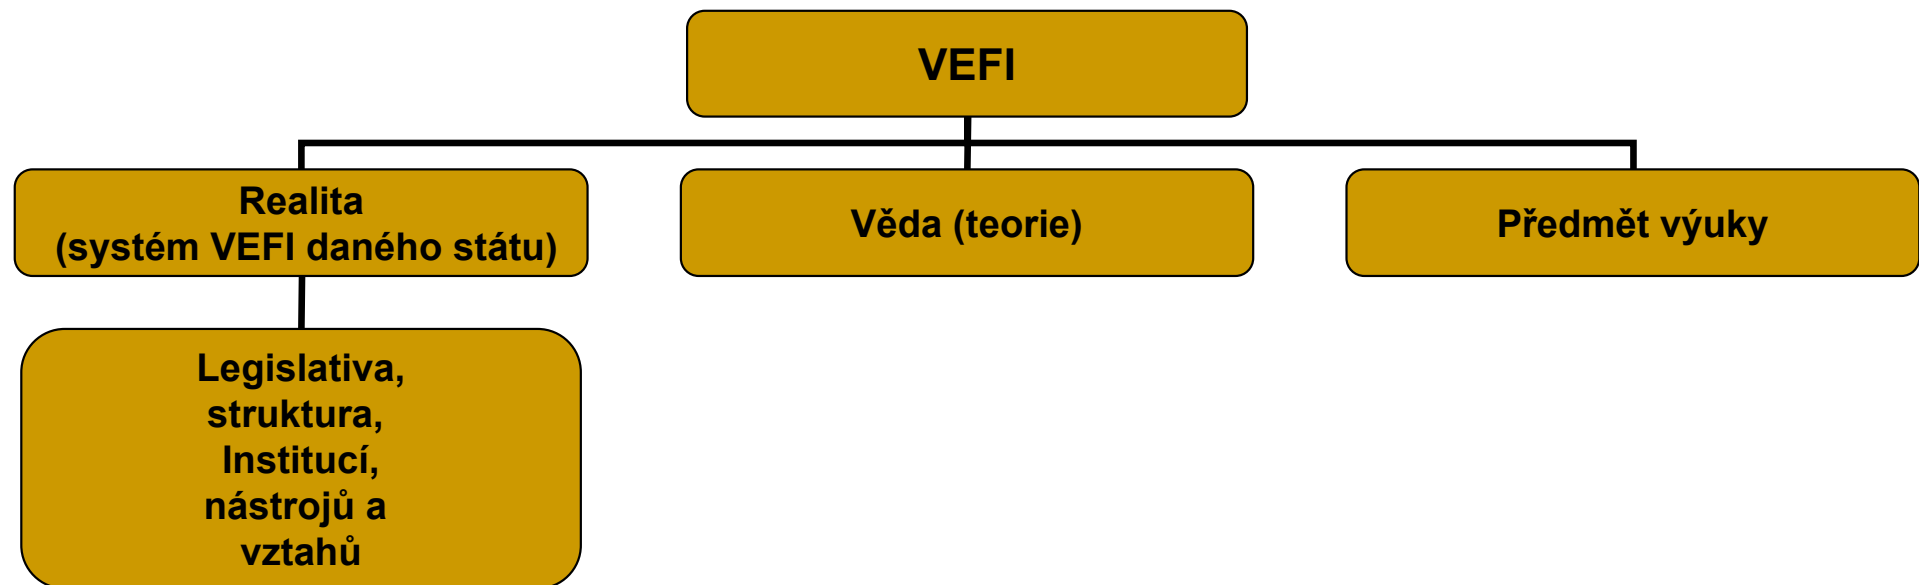 VEFI
Realita
(systém VEFI daného státu)
Věda (teorie)
Předmět výuky
Legislativa,
struktura,
Institucí,
nástrojů a
vztahů